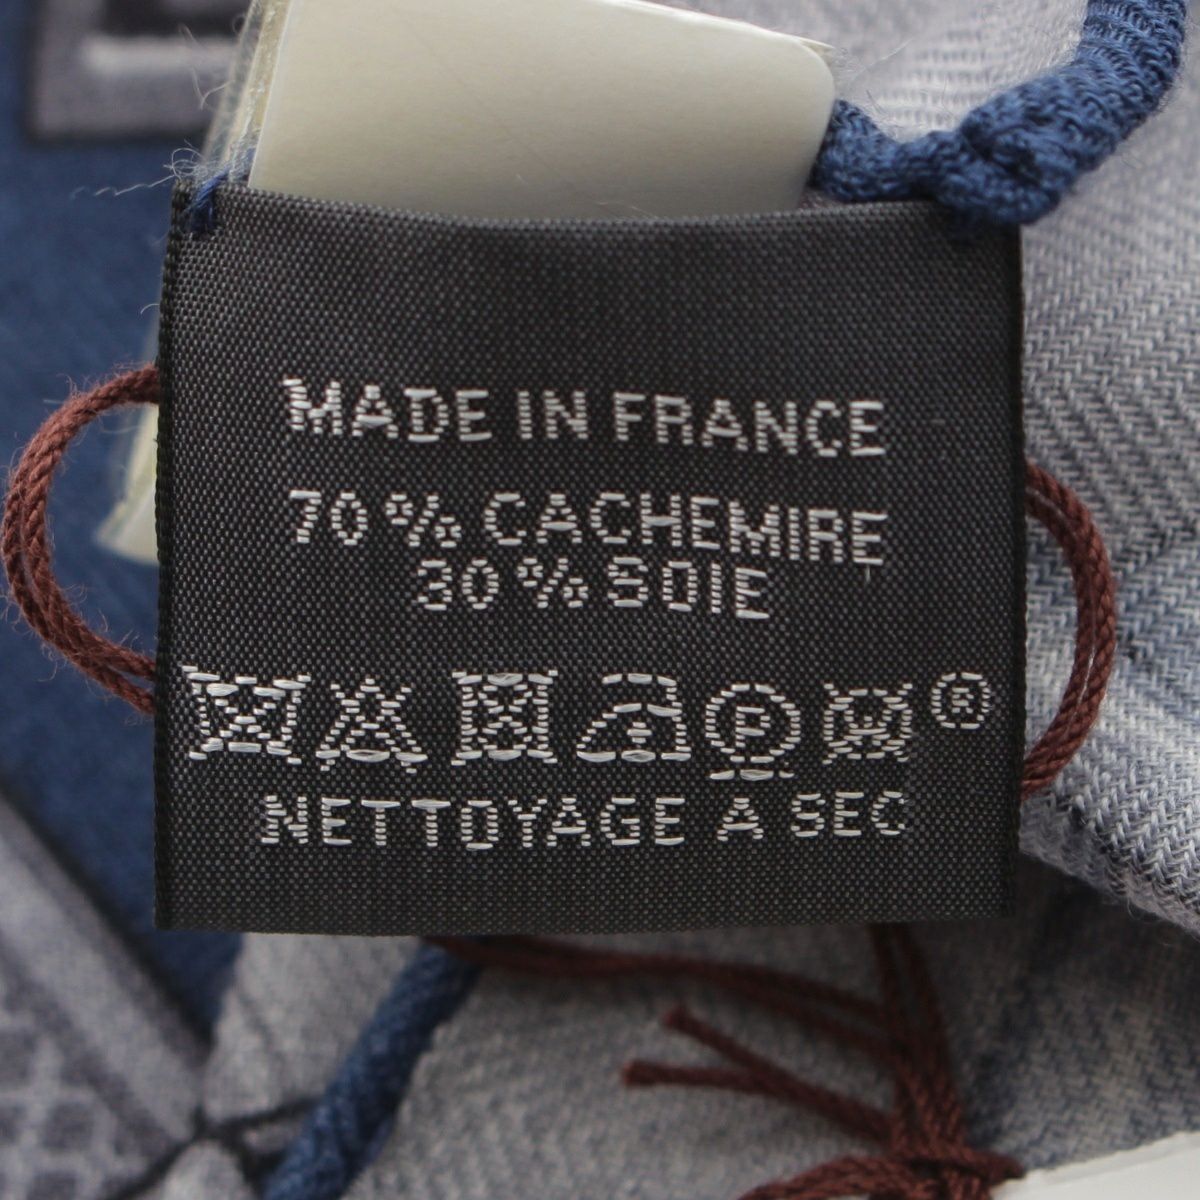 MADE IN FRANCE
70% CACHEMIRE
30% SOIE
P ®
NETTOYAGE A SEC